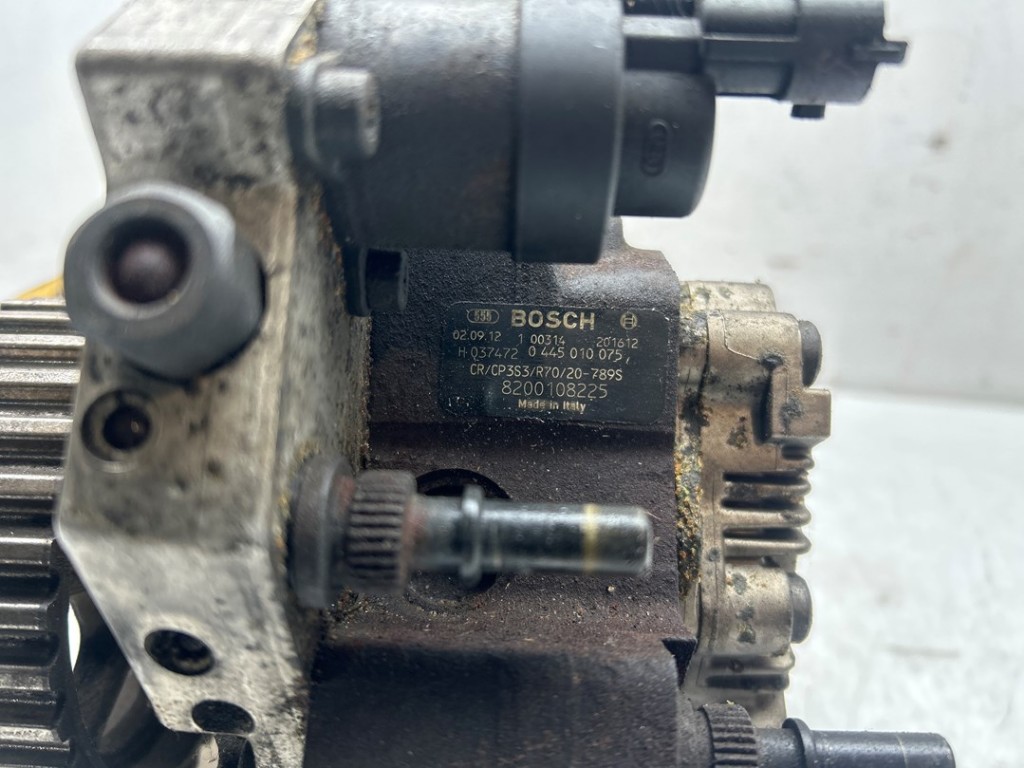 555 BOSCH
02.09.12 1 00314 201612
H 037472 0 445 010 075,
CR/CP3S3/R70/20-789S
8200108225
Made in Italy